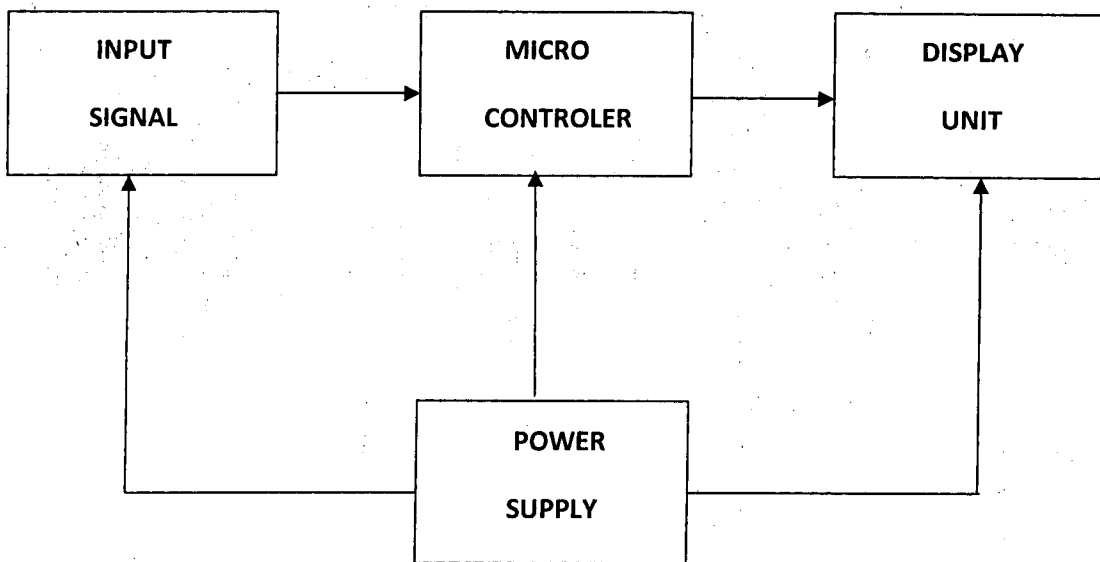 INPUT
SIGNAL
MICRO
CONTROLER
DISPLAY
UNIT
POWER
SUPPLY